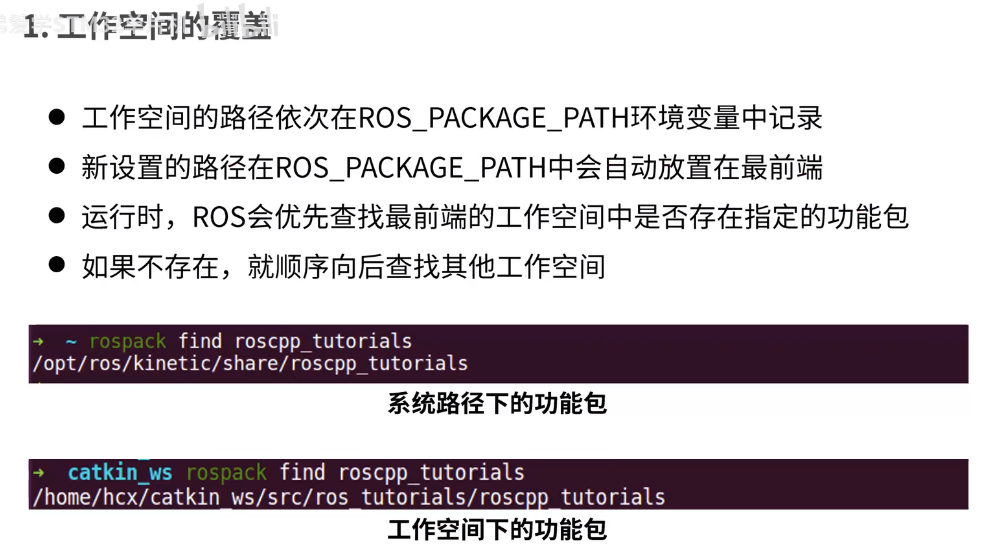 1. 工作空间的覆盖
● 工作空间的路径依次在ROS_PACKAGE_PATH环境变量中记录
● 新设置的路径在ROS_PACKAGE_PATH中会自动放置在最前端
● 运行时，ROS会优先查找最前端的工作空间中是否存在指定的功能包
● 如果不存在，就顺序向后查找其他工作空间
➜ ~ rospack find roscpp_tutorials
/opt/ros/kinetic/share/roscpp_tutorials
系统路径下的功能包
➜ catkin_ws rospack find roscpp_tutorials
/home/hcx/catkin_ws/src/ros_tutorials/roscpp_tutorials
工作空间下的功能包